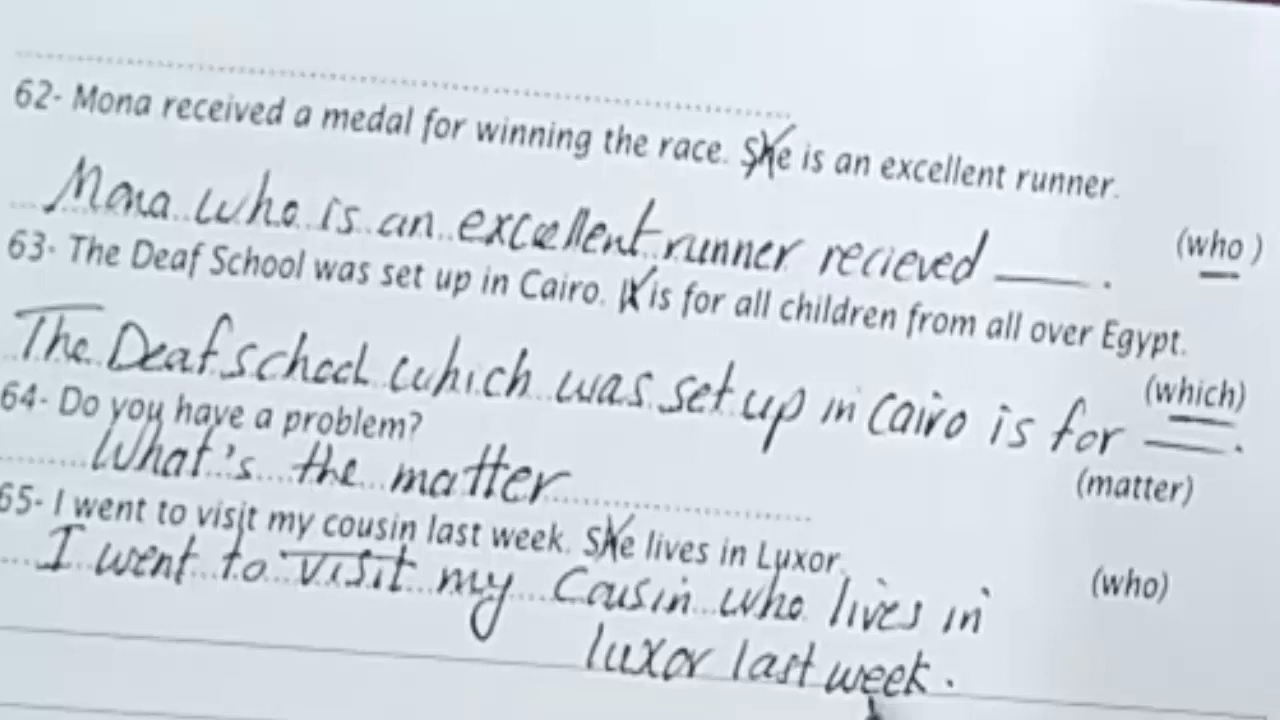 62- Mona received a medal for winning the race. She is an excellent runner.
Mona who is an excellent runner recieved ___ .
(who )
63- The Deaf School was set up in Cairo. It is for all children from all over Egypt.
The Deaf school which was set up in Cairo is for ___ .
(which)
64- Do you have a problem?
What's the matter
(matter)
65- I went to visit my cousin last week. She lives in Luxor.
I went to visit my Cousin who lives in
(who)
luxor last week.